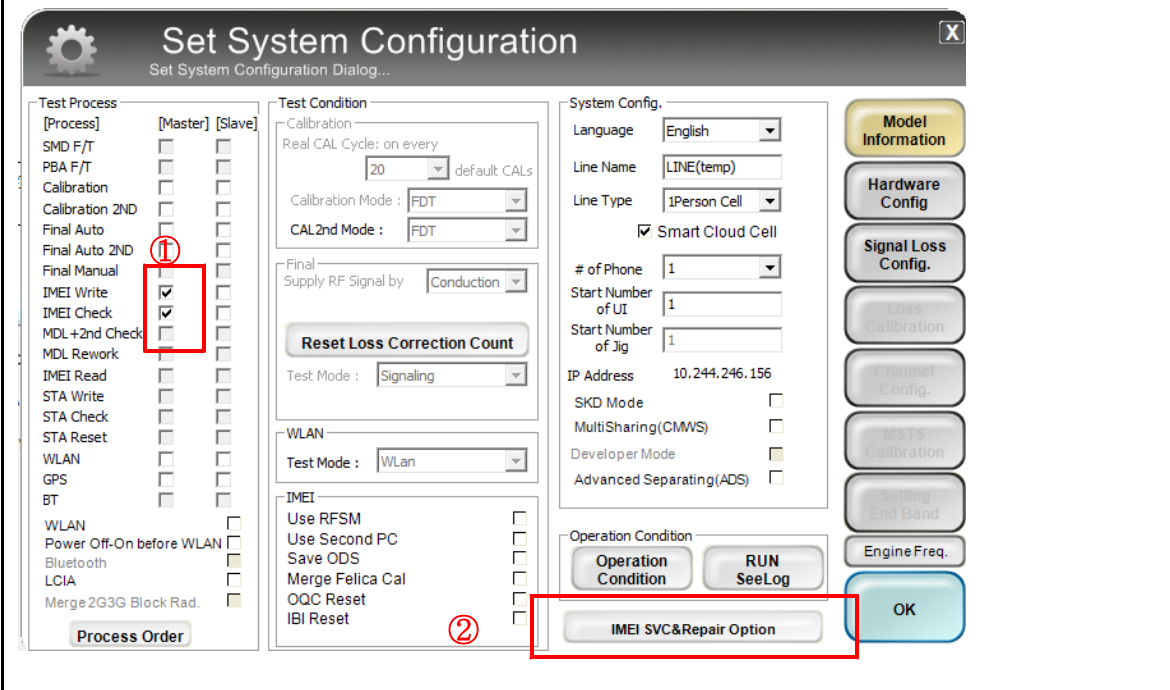 Set System Configuration
X
Set System Configuration Dialog...
Test Process
[Process] [Master] [Slave]
SMD F/T
PBA F/T
Calibration
Calibration 2ND
Final Auto
Final Auto 2ND
①
Final Manual
IMEI Write
IMEI Check
MDL+2nd Check
MDL Rework
IMEI Read
STA Write
STA Check
STA Reset
WLAN
GPS
BT
WLAN
Power Off-On before WLAN
Bluetooth
LCIA
Merge 2G3G Block Rad.
Process Order
Test Condition
Calibration
Real CAL Cycle: on every
20 default CALs
Calibration Mode : FDT
CAL2nd Mode : FDT
Final
Supply RF Signal by Conduction
Reset Loss Correction Count
Test Mode : Signaling
WLAN
Test Mode : WLan
IMEI
Use RFSM
Use Second PC
Save ODS
Merge Felica Cal
OQC Reset
IBI Reset
②
System Config.
Language English
Line Name LINE(temp)
Line Type 1Person Cell
Smart Cloud Cell
# of Phone 1
Start Number
of UI 1
Start Number
of Jig 1
IP Address 10.244.246.156
SKD Mode
MultiSharing(CMWS)
Developer Mode
Advanced Separating(ADS)
Operation Condition
Operation
Condition
RUN
SeeLog
IMEI SVC&Repair Option
Model
Information
Hardware
Config
Signal Loss
Config.
Loss
Calibration
Channel
Config.
MSTS
Calibration
Setting
End Band
Engine Freq.
OK